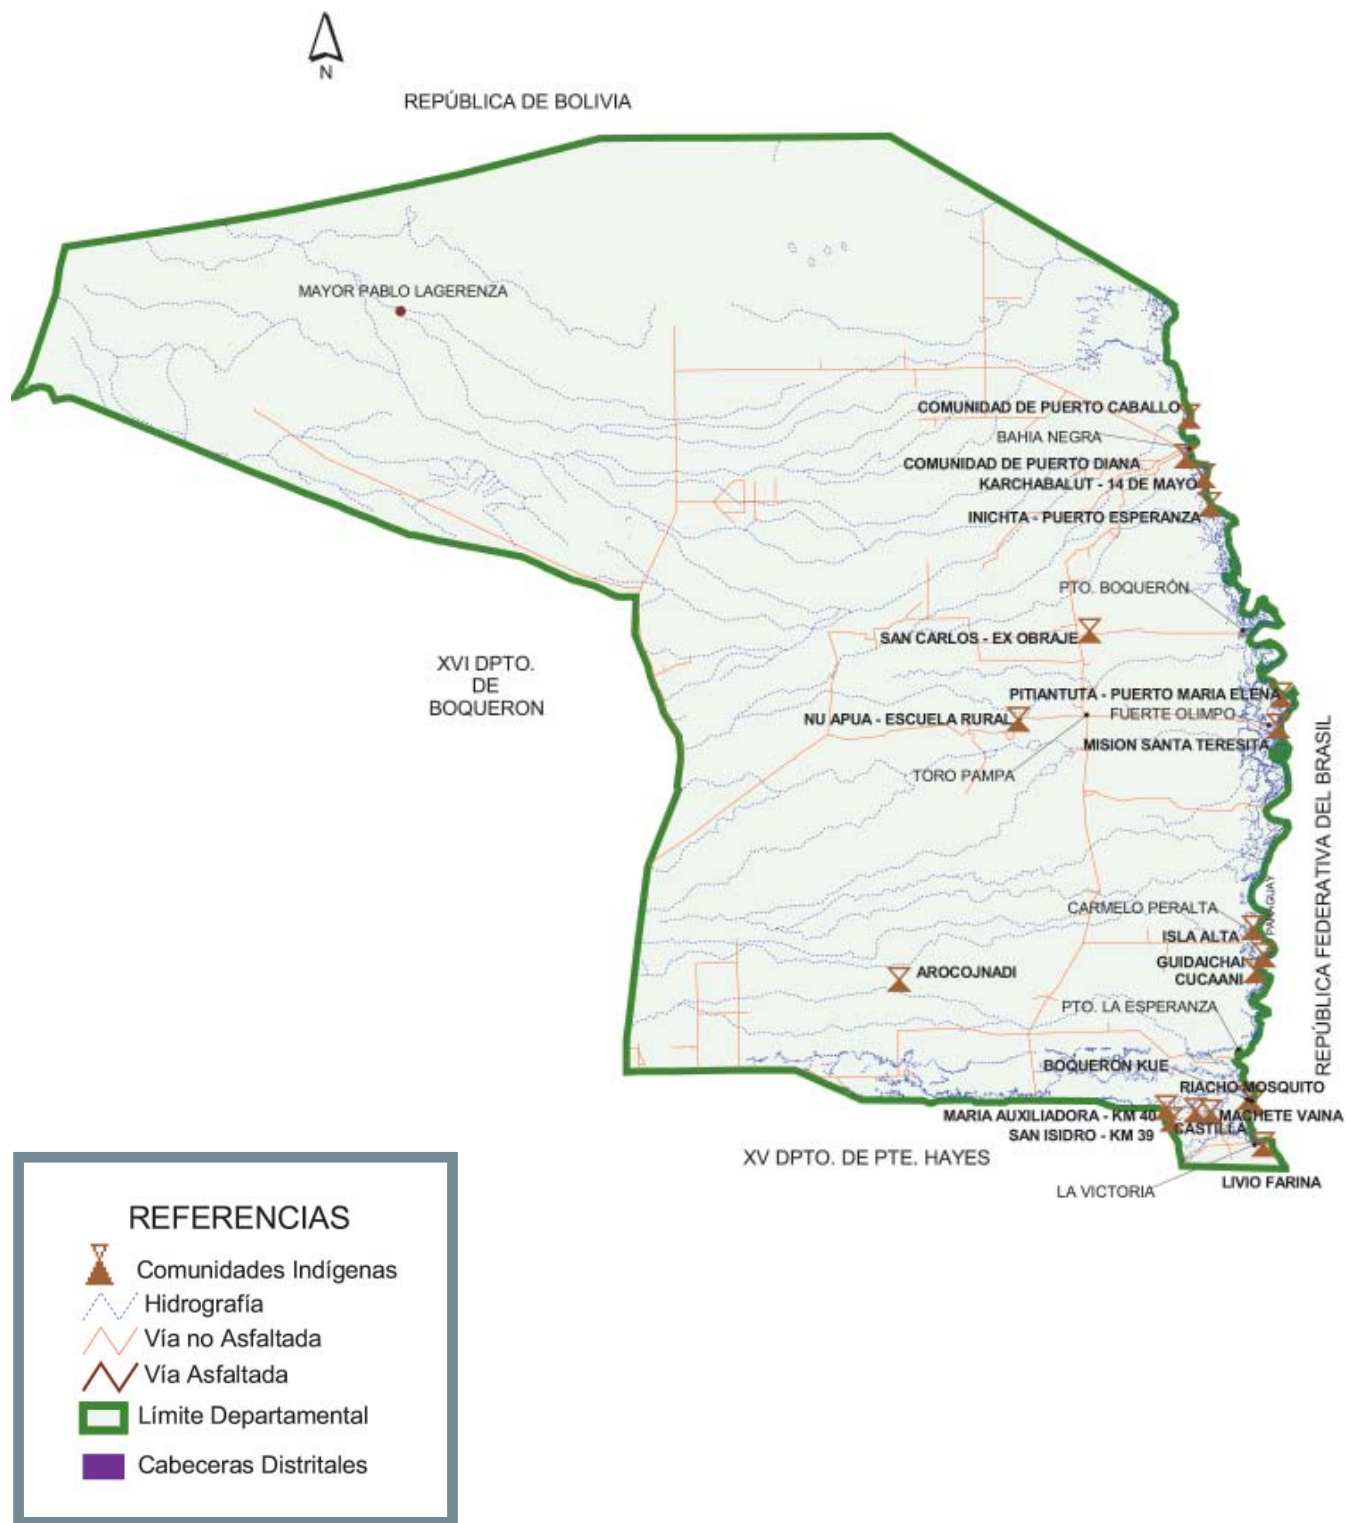 N
REPÚBLICA DE BOLIVIA
MAYOR PABLO LAGERENZA
COMUNIDAD DE PUERTO CABALLO
BAHIA NEGRA
COMUNIDAD DE PUERTO DIANA
KARCHABALUT - 14 DE MAYO
INICHTA - PUERTO ESPERANZA
PTO. BOQUERÓN
SAN CARLOS - EX OBRAJE
XVI DPTO.
DE
BOQUERON
PITIANTUTA - PUERTO MARIA ELENA
NU APUA - ESCUELA RURAL
FUERTE OLIMPO
MISION SANTA TERESITA
TORO PAMPA
REPÚBLICA FEDERATIVA DEL BRASIL
PARAGUAY
CARMELO PERALTA
ISLA ALTA
GUIDAICHAI
CUCAANI
AROCOJNADI
PTO. LA ESPERANZA
BOQUERON KUE
RIACHO MOSQUITO
MARIA AUXILIADORA - KM 40
MACHETE VAINA
CASTILLA
SAN ISIDRO - KM 39
XV DPTO. DE PTE. HAYES
LIVIO FARINA
LA VICTORIA
REFERENCIAS
Comunidades Indígenas
Hidrografía
Vía no Asfaltada
Vía Asfaltada
Límite Departamental
Cabeceras Distritales